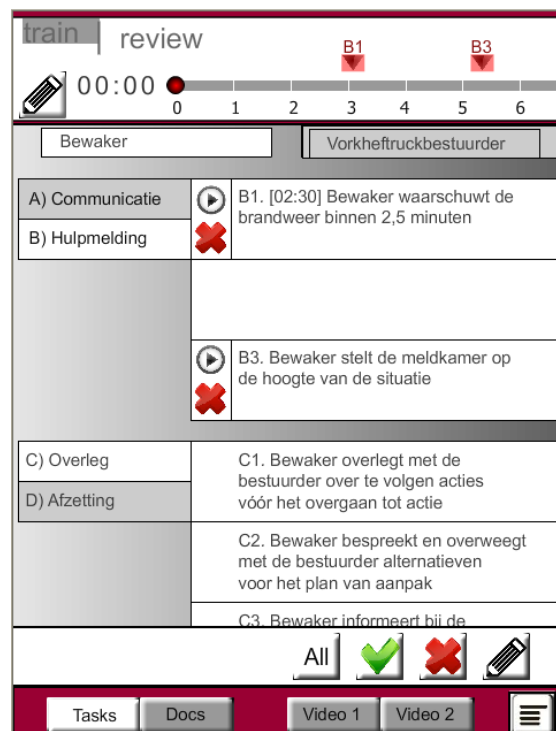 train review
B1 B3
00:00
0 1 2 3 4 5 6
Bewaker Vorkheftruckbestuurder
A) Communicatie
B) Hulpmelding
B1. [02:30] Bewaker waarschuwt de
brandweer binnen 2,5 minuten
B3. Bewaker stelt de meldkamer op
de hoogte van de situatie
C) Overleg
D) Afzetting
C1. Bewaker overlegt met de
bestuurder over te volgen acties
vóór het overgaan tot actie
C2. Bewaker bespreekt en overweegt
met de bestuurder alternatieven
voor het plan van aanpak
C3. Bewaker informeert bij de
All
Tasks Docs Video 1 Video 2